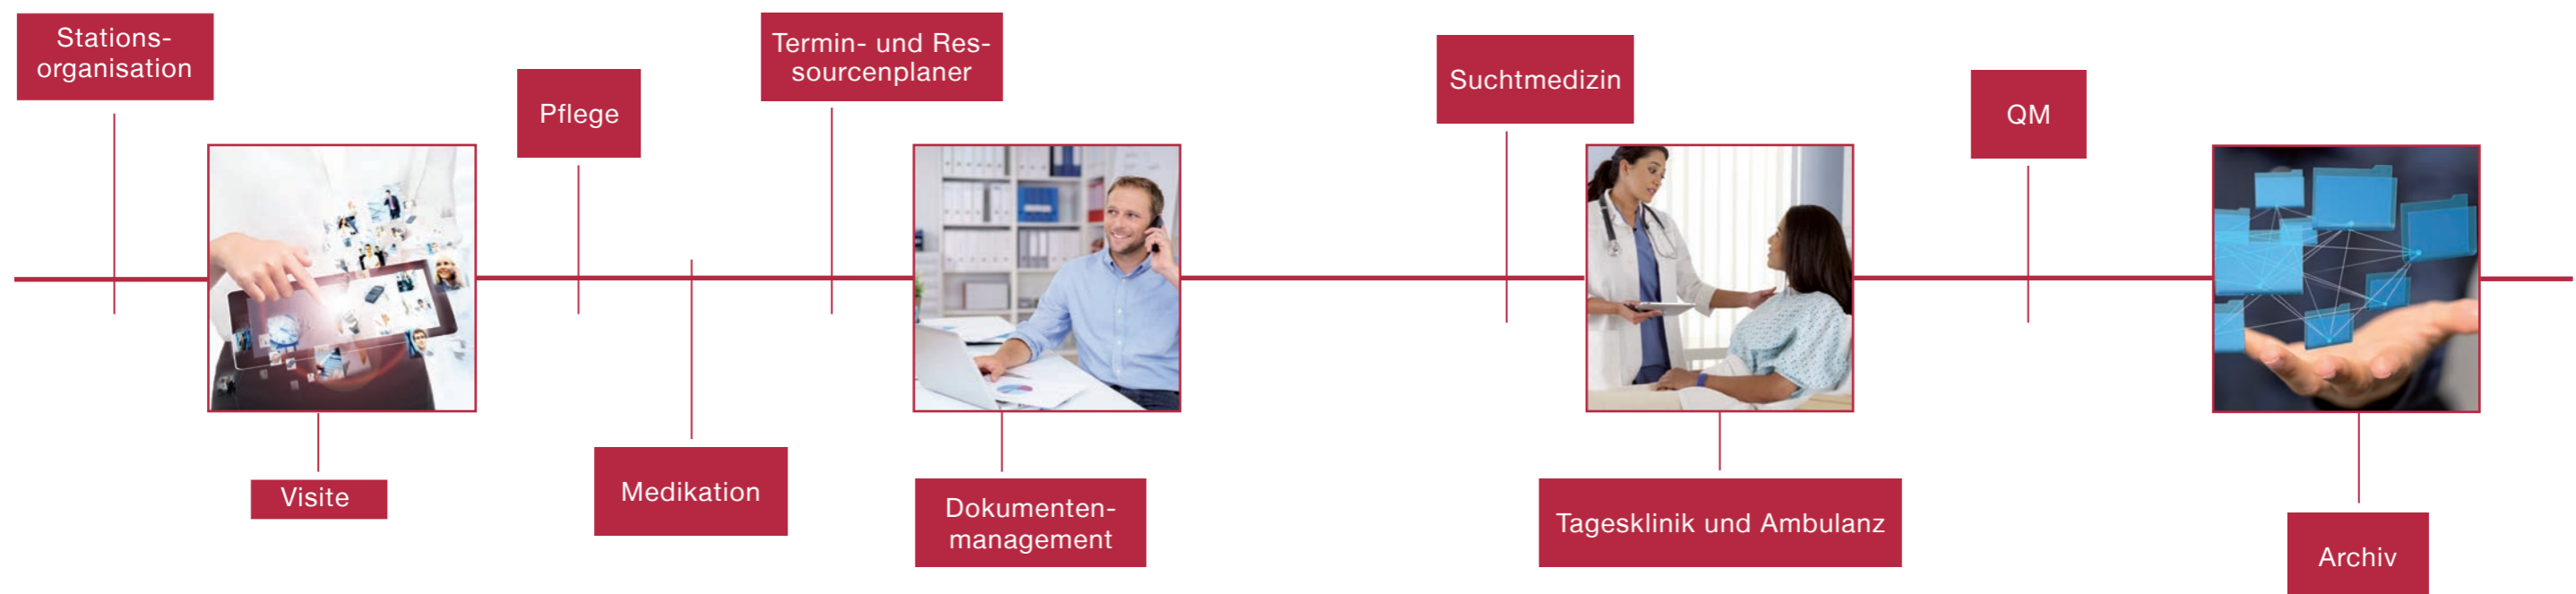 Stations-
organisation
Visite
Pflege
Medikation
Termin- und Res-
sourcenplaner
Dokumenten-
management
Suchtmedizin
Tagesklinik und Ambulanz
QM
Archiv